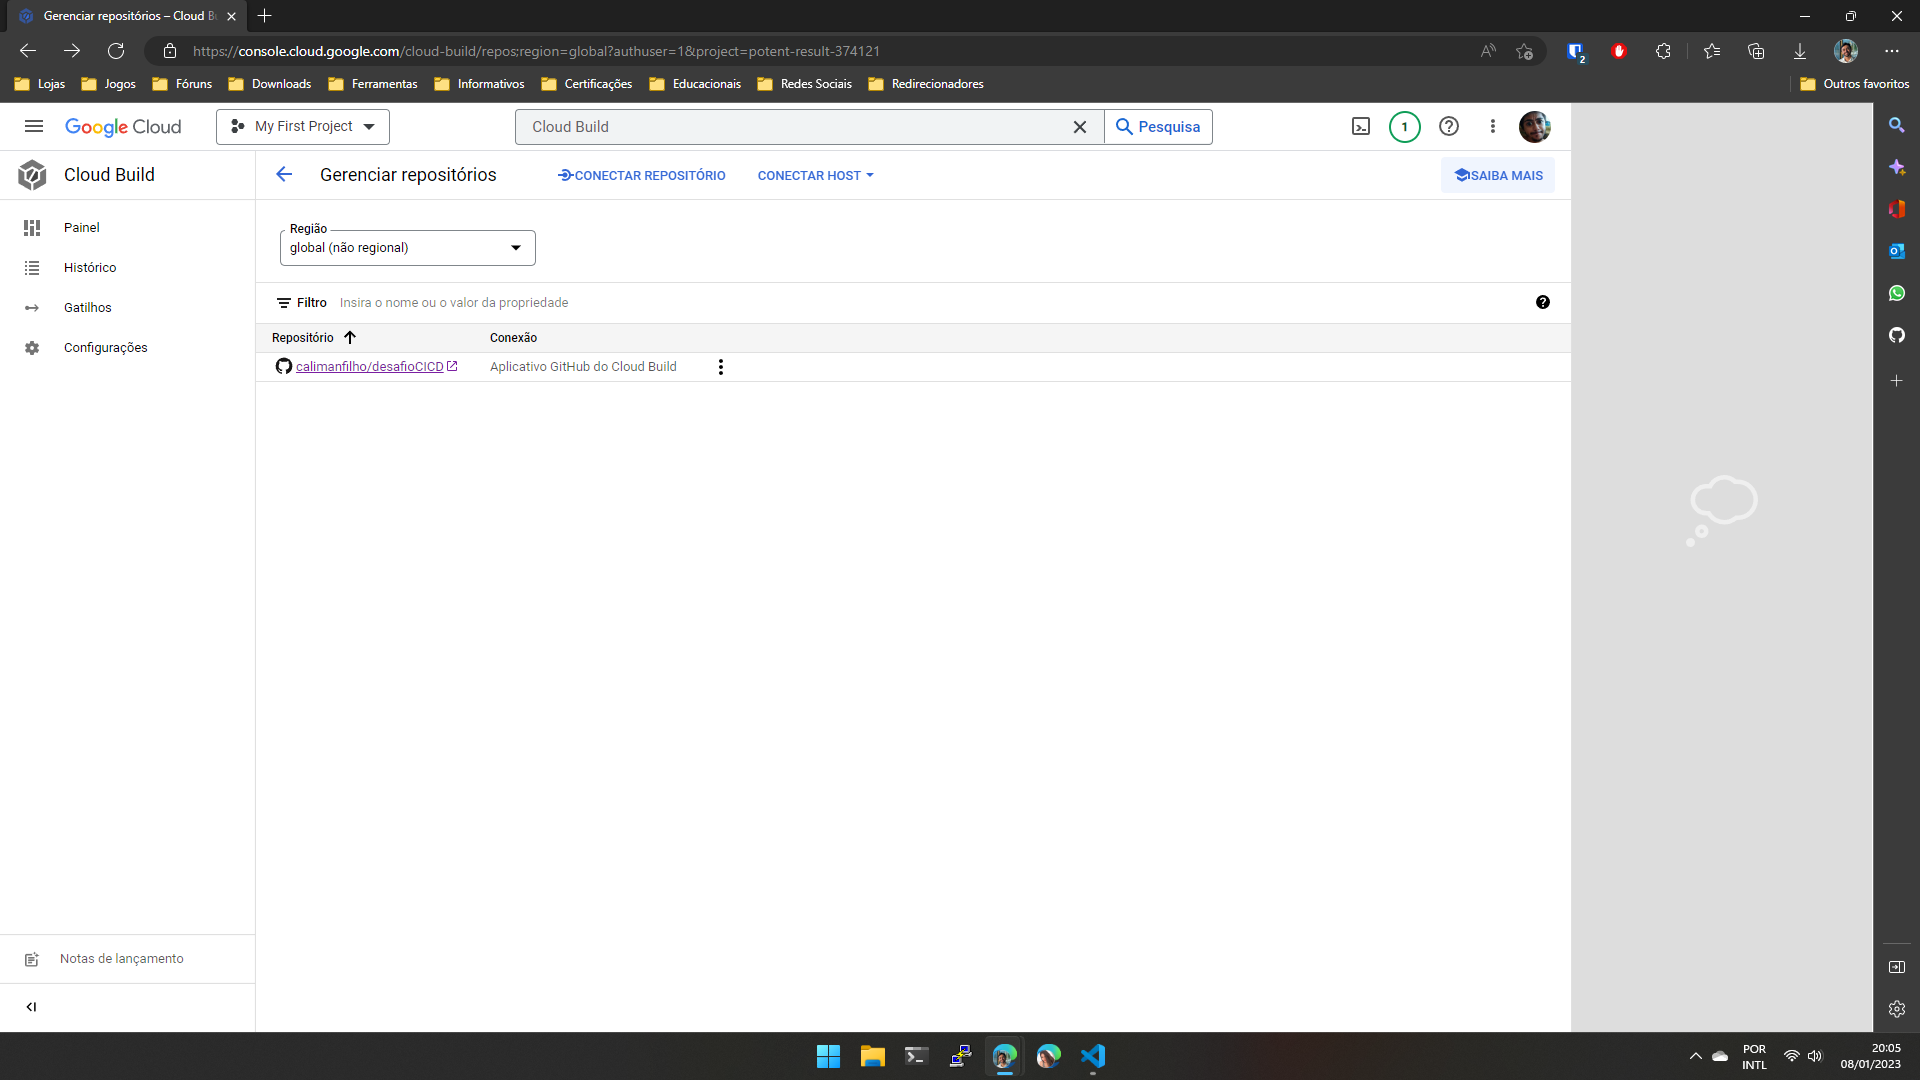 Gerenciar repositórios – Cloud B
https://console.cloud.google.com/cloud-build/repos;region=global?authuser=1&project=potent-result-374121
2
Lojas Jogos Fóruns Downloads Ferramentas Informativos Certificações Educacionais Redes Sociais Redirecionadores Outros favoritos
Google Cloud My First Project Cloud Build Pesquisa 1
Cloud Build
Gerenciar repositórios CONECTAR REPOSITÓRIO CONECTAR HOST SAIBA MAIS
Painel
Histórico
Gatilhos
Configurações
Região
global (não regional)
Filtro Insira o nome ou o valor da propriedade
Repositório Conexão
calimanfilho/desafioCICD Aplicativo GitHub do Cloud Build
Notas de lançamento
POR
INTL
20:05
08/01/2023